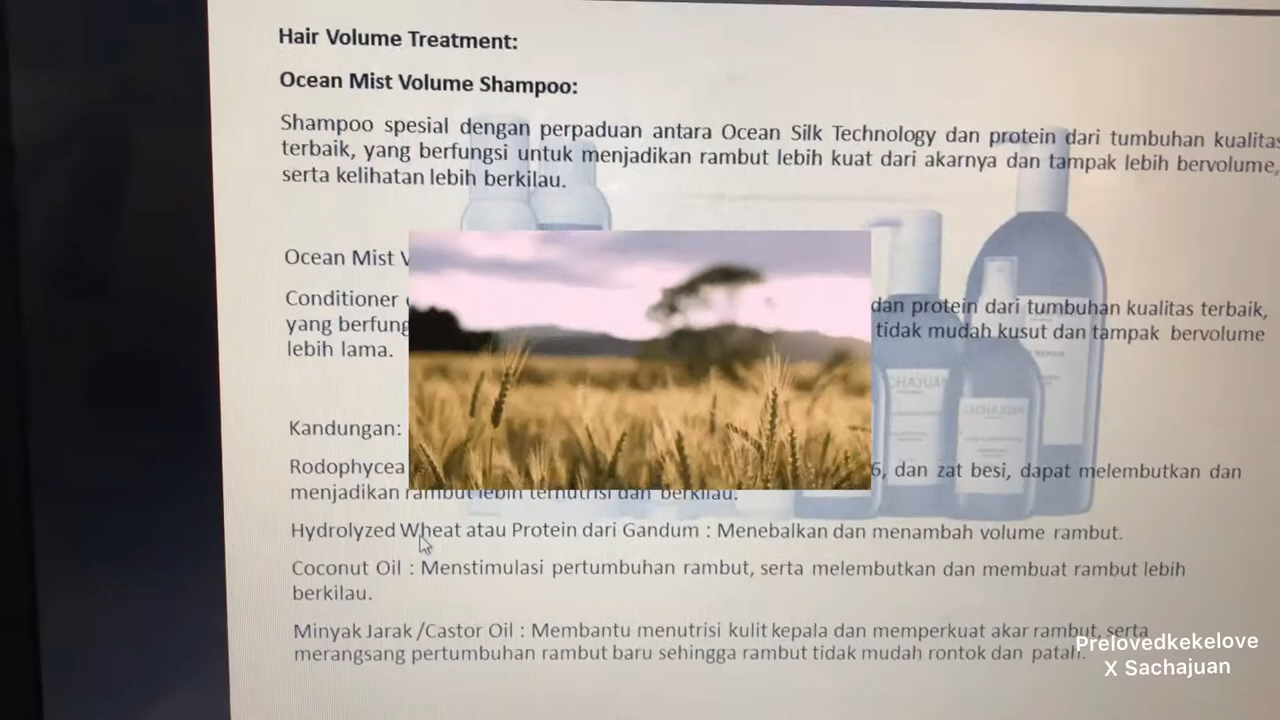 Hair Volume Treatment:
Ocean Mist Volume Shampoo:
Shampoo spesial dengan perpaduan antara Ocean Silk Technology dan protein dari tumbuhan kualitas
terbaik, yang berfungsi untuk menjadikan rambut lebih kuat dari akarnya dan tampak lebih bervolume,
serta kelihatan lebih berkilau.
Ocean Mist
Conditioner dan protein dari tumbuhan kualitas terbaik,
yang tidak mudah kusut dan tampak bervolume
lebih lama.
SACHAJUAN
Kandungan:
Rodophycea dan zat besi, dapat melembutkan dan
menjadikan rambut lebih ternutrisi dan berkilau.
Hydrolyzed Wheat atau Protein dari Gandum : Menebalkan dan menambah volume rambut.
Coconut Oil : Menstimulasi pertumbuhan rambut, serta melembutkan dan membuat rambut lebih
berkilau.
Minyak Jarak /Castor Oil : Membantu menutrisi kulit kepala dan memperkuat akar rambut, serta
merangsang pertumbuhan rambut baru sehingga rambut tidak mudah rontok dan patah.
Prelovedkekelove
X Sachajuan